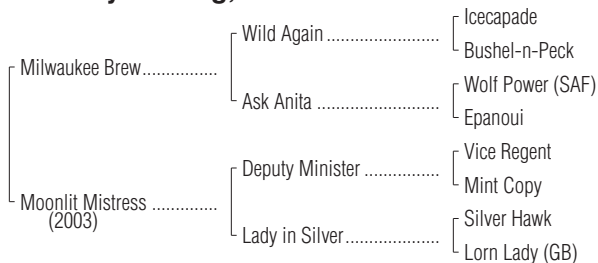 Icecapade
Wild Again ........................
Bushel-n-Peck
Milwaukee Brew................
Wolf Power (SAF)
Ask Anita ..........................
Epanoui
Vice Regent
Deputy Minister ................
Mint Copy
Moonlit Mistress ..............
(2003)
Silver Hawk
Lady in Silver....................
Lorn Lady (GB)